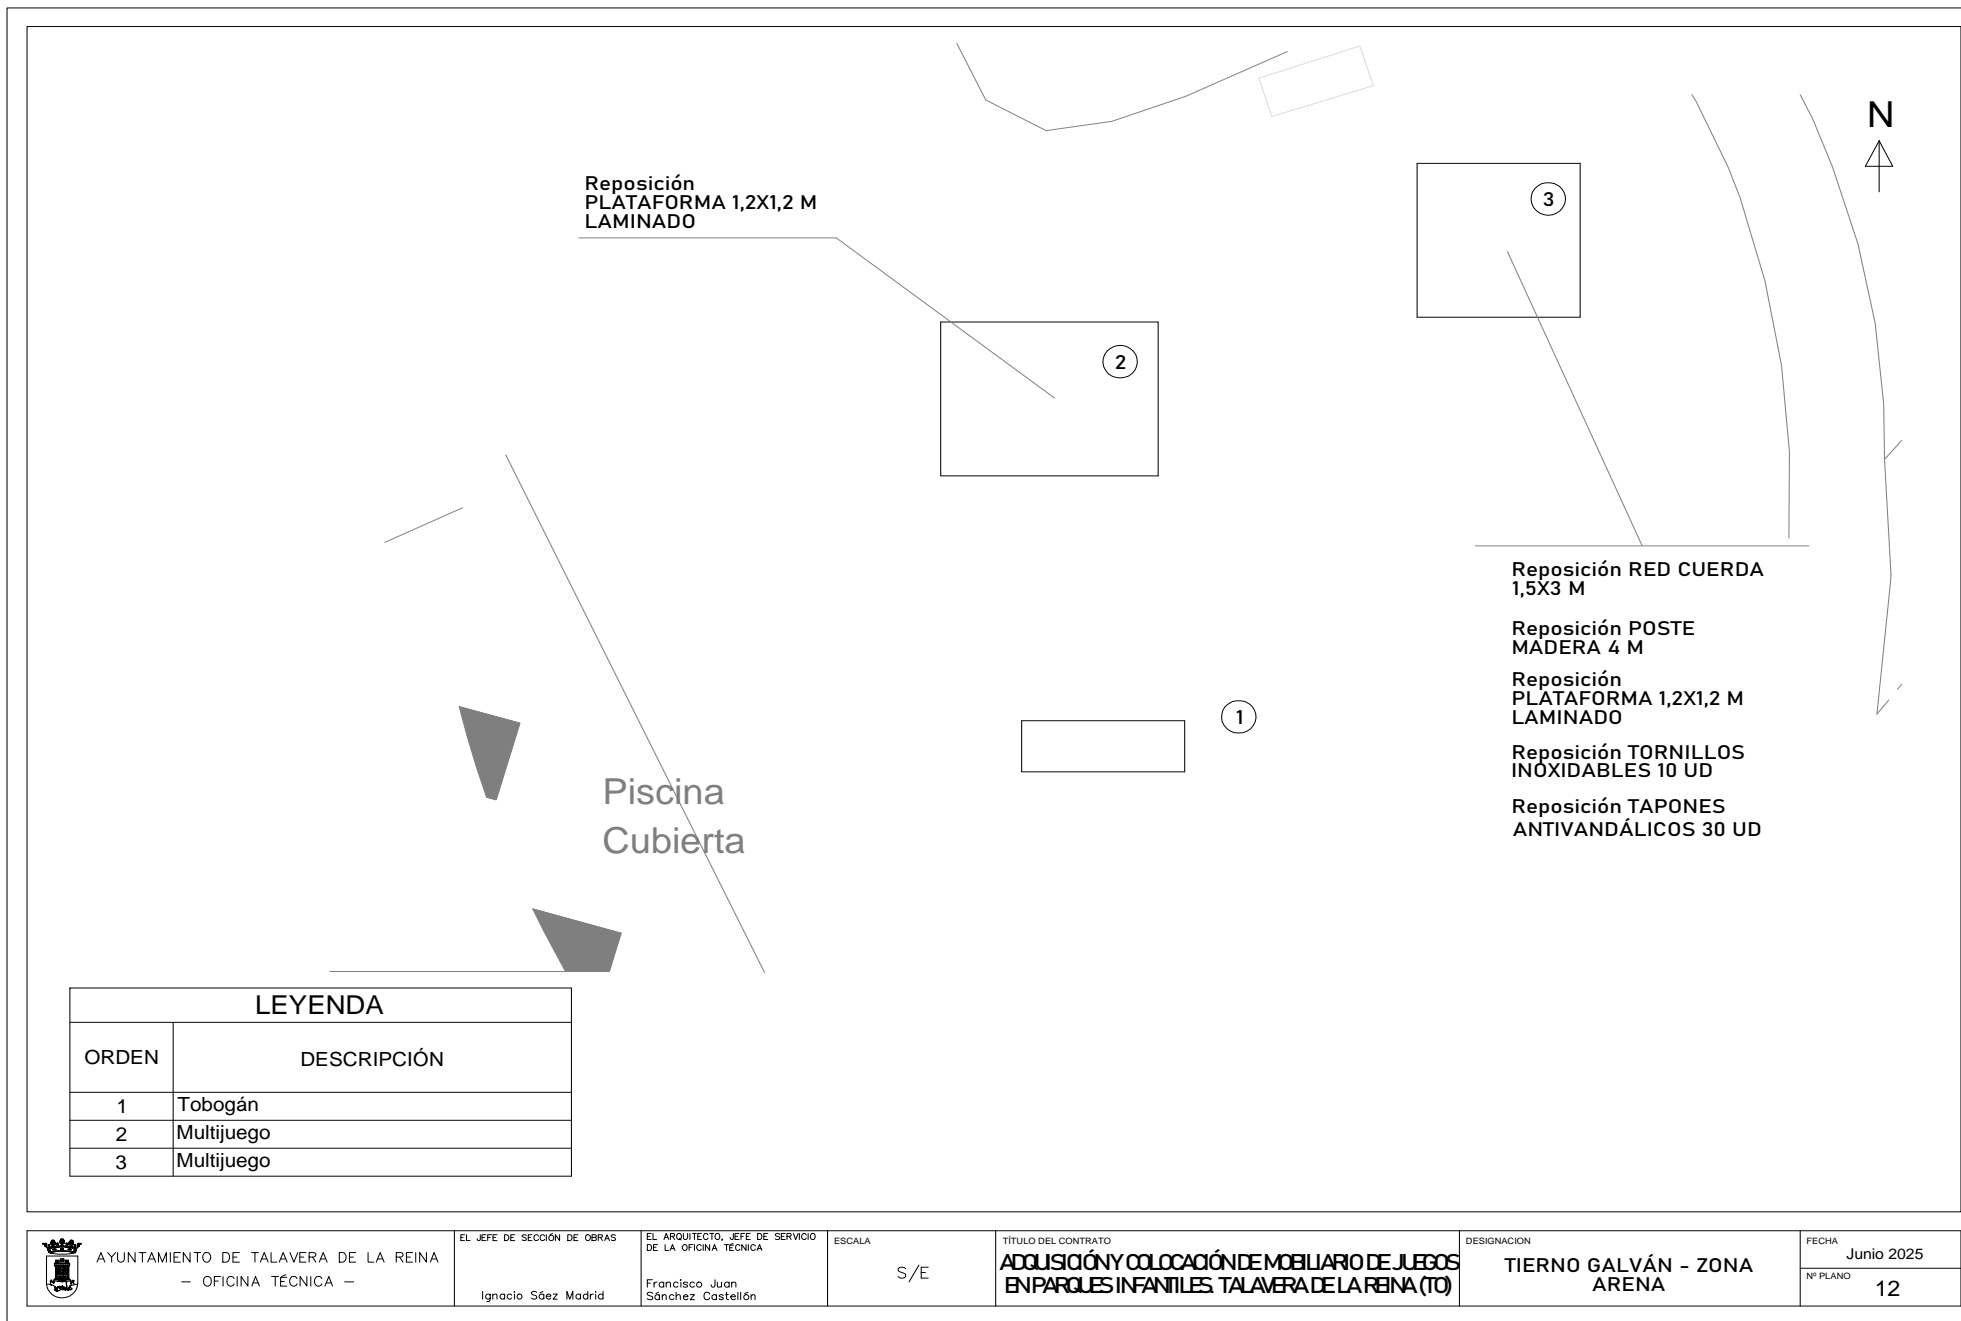 N
Reposición
PLATAFORMA 1,2X1,2 M
LAMINADO
3
2
Reposición RED CUERDA
1,5X3 M
Reposición POSTE
MADERA 4 M
Reposición
PLATAFORMA 1,2X1,2 M
LAMINADO
Reposición TORNILLOS
INOXIDABLES 10 UD
Reposición TAPONES
ANTIVANDÁLICOS 30 UD
1
Piscina
Cubierta
LEYENDA
ORDEN DESCRIPCIÓN
1 Tobogán
2 Multijuego
3 Multijuego
AYUNTAMIENTO DE TALAVERA DE LA REINA
– OFICINA TÉCNICA –
EL JEFE DE SECCIÓN DE OBRAS
Ignacio Sáez Madrid
EL ARQUITECTO, JEFE DE SERVICIO
DE LA OFICINA TÉCNICA
Francisco Juan
Sánchez Castellón
ESCALA
S/E
TÍTULO DEL CONTRATO
ADQUISICIÓN Y COLOCACIÓN DE MOBILIARIO DE JUEGOS
EN PARQUES INFANTILES. TALAVERA DE LA REINA (TO)
DESIGNACION
TIERNO GALVÁN - ZONA
ARENA
FECHA
Junio 2025
Nº PLANO
12